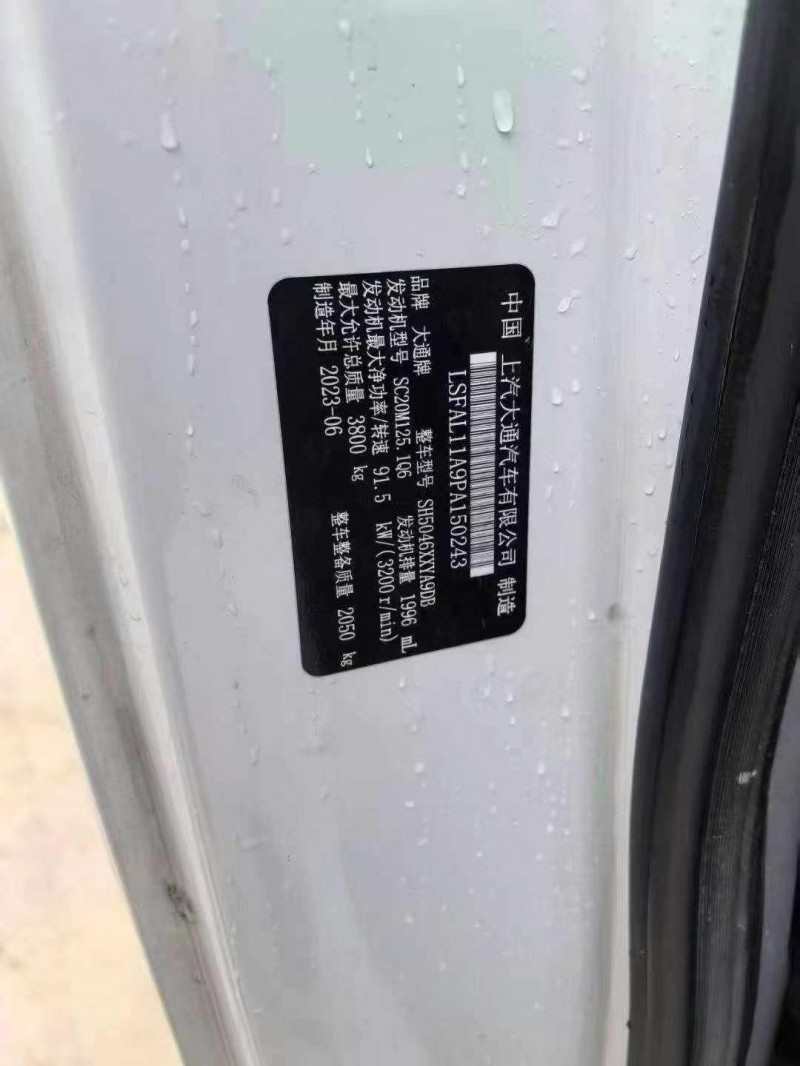 中国 上汽大通汽车有限公司 制造
LSFAL11A9PA150243
品牌 大通牌 整车型号 SH5046XXYA9DB
发动机型号 SC20M125.1Q6 发动机排量 1996 mL
发动机最大净功率/转速 91.5 kW/(3200r/min)
最大允许总质量 3800 kg 整车整备质量 2050 kg
制造年月 2023-06